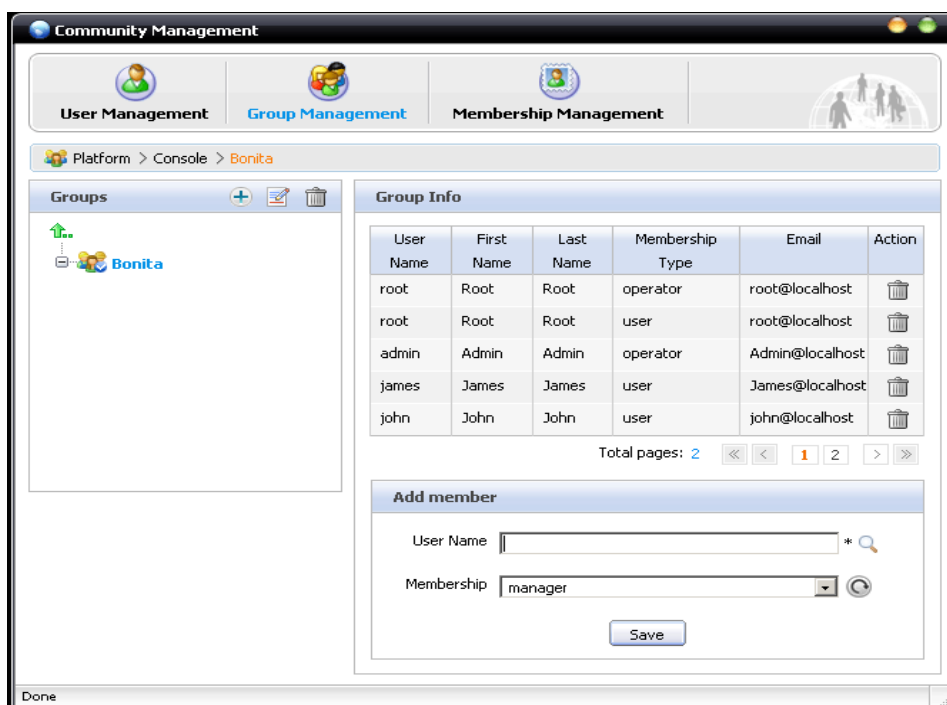 Community Management
User Management Group Management Membership Management
Platform > Console > Bonita
Groups
Bonita
Group Info
User Name First Name Last Name Membership Type Email Action
root Root Root operator root@localhost
root Root Root user root@localhost
admin Admin Admin operator Admin@localhost
james James James user James@localhost
john John John user john@localhost
Total pages: 2 « < 1 2 > »
Add member
User Name *
Membership manager
Save
Done